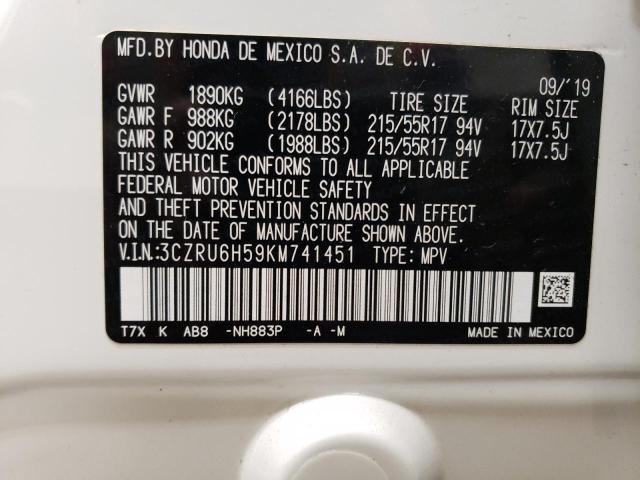 MFD.BY HONDA DE MEXICO S.A. DE C.V.
09/'19
GVWR 1890KG (4166LBS) TIRE SIZE RIM SIZE
GAWR F 988KG (2178LBS) 215/55R17 94V 17X7.5J
GAWR R 902KG (1988LBS) 215/55R17 94V 17X7.5J
THIS VEHICLE CONFORMS TO ALL APPLICABLE
FEDERAL MOTOR VEHICLE SAFETY
AND THEFT PREVENTION STANDARDS IN EFFECT
ON THE DATE OF MANUFACTURE SHOWN ABOVE.
V.I.N:3CZRU6H59KM741451 TYPE: MPV
T7X K AB8 -NH883P -A -M MADE IN MEXICO